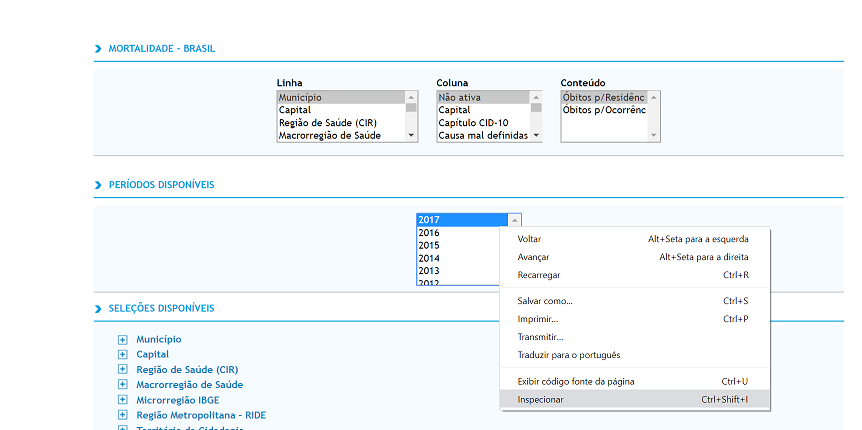 MORTALIDADE - BRASIL
Linha
Município
Capital
Região de Saúde (CIR)
Macrorregião de Saúde
Coluna
Não ativa
Capital
Capítulo CID-10
Causa mal definidas
Conteúdo
Óbitos p/Residênc
Óbitos p/Ocorrênc
PERÍODOS DISPONÍVEIS
2017
2016
2015
2014
2013
2012
Voltar Alt+Seta para a esquerda
Avançar Alt+Seta para a direita
Recarregar Ctrl+R
Salvar como... Ctrl+S
Imprimir... Ctrl+P
Transmitir...
Traduzir para o português
Exibir código fonte da página Ctrl+U
Inspecionar Ctrl+Shift+I
SELEÇÕES DISPONÍVEIS
Município
Capital
Região de Saúde (CIR)
Macrorregião de Saúde
Microrregião IBGE
Região Metropolitana - RIDE
Território da Cidadania